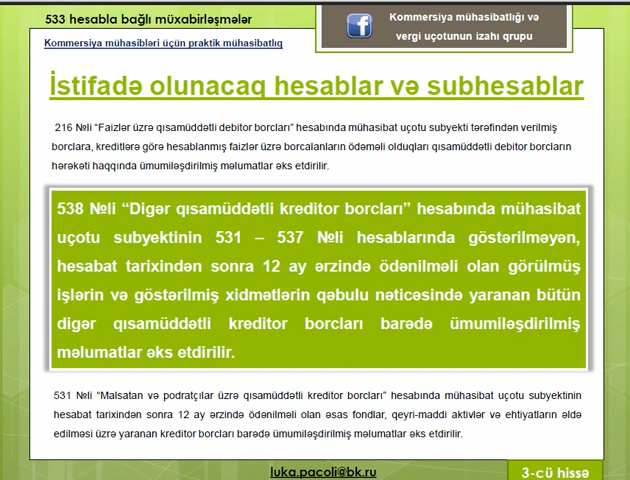 533 hesabla bağlı müxabirləşmələr
Kommersiya mühasibatlığı və
vergi uçotunun izahı qrupu
Kommersiya mühasibləri üçün praktik mühasibatlıq
İstifadə olunacaq hesablar və subhesablar
216 №li “Faizlər üzrə qısamüddətli debitor borcları” hesabında mühasibat uçotu subyekti tərəfindən verilmiş
borclara, kreditlərə görə hesablanmış faizlər üzrə borcalanların ödəməli olduqları qısamüddətli debitor borcların
hərəkəti haqqında ümumiləşdirilmiş məlumatlar əks etdirilir.
538 №li “Digər qısamüddətli kreditor borcları” hesabında mühasibat
uçotu subyektinin 531 – 537 №li hesablarında göstərilməyən,
hesabat tarixindən sonra 12 ay ərzində ödənilməli olan görülmüş
işlərin və göstərilmiş xidmətlərin qəbulu nəticəsində yaranan bütün
digər qısamüddətli kreditor borcları barədə ümumiləşdirilmiş
məlumatlar əks etdirilir.
531 №li “Malsatan və podratçılar üzrə qısamüddətli kreditor borcları” hesabında mühasibat uçotu subyektinin
hesabat tarixindən sonra 12 ay ərzində ödənilməli olan əsas fondlar, qeyri-maddi aktivlər və ehtiyatların əldə
edilməsi üzrə yaranan kreditor borcları barədə ümumiləşdirilmiş məlumatlar əks etdirilir.
luka.pacoli@bk.ru
3-cü hissə